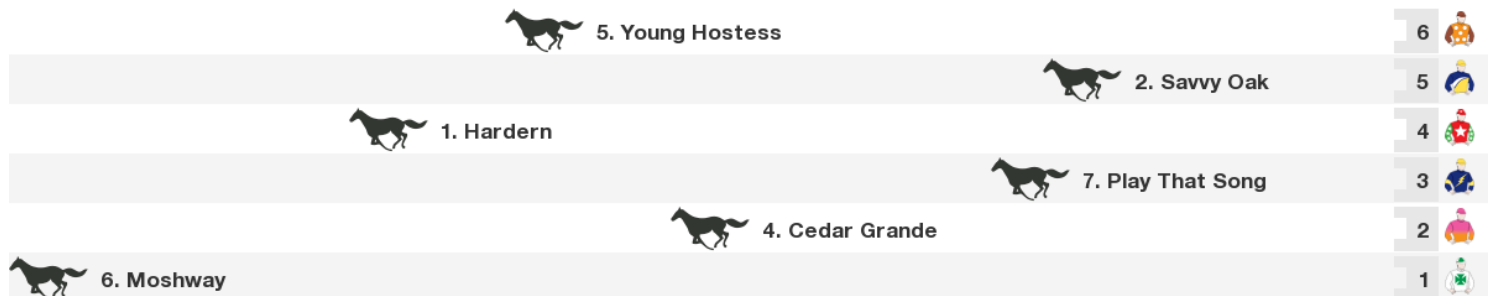 5. Young Hostess 6
2. Savvy Oak 5
1. Hardern 4
7. Play That Song 3
4. Cedar Grande 2
6. Moshway 1